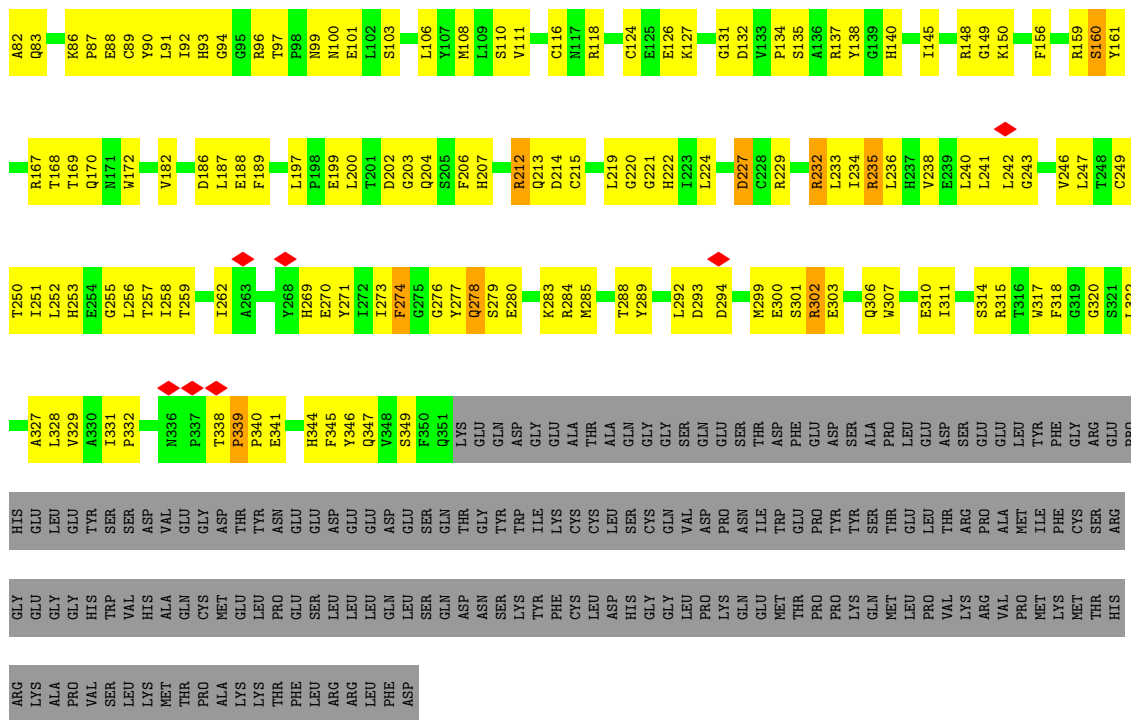 A82 Q83 K86 P87 E88 C89 Y90 L91 I92 H93 G94 G95 R96 T97 P98 N99 N100 E101 L102 S103 L106 Y107 M108 L109 S110 V111 C116 N117 R118 C124 E125 E126 K127 G131 D132 V133 P134 S135 A136 R137 Y138 G139 H140 I145 R148 G149 K150 F156 R159 S160 Y161
R167 T168 T169 Q170 N171 W172 V182 D186 L187 E188 F189 L197 P198 E199 L200 T201 D202 G203 Q204 S205 F206 H207 R212 Q213 D214 C215 L219 G220 G221 H222 I223 L224 D227 C228 R229 R232 L233 I234 R235 L236 H237 V238 E239 L240 L241 L242 G243 V246 L247 T248 C249
T250 I251 L252 H253 E254 G255 L256 T257 I258 T259 I262 A263 Y268 H269 E270 Y271 I272 I273 F274 G275 G276 Y277 Q278 S279 E280 K283 R284 M285 T288 Y289 L292 D293 D294 M299 E300 S301 R302 E303 Q306 W307 E310 I311 S314 R315 T316 W317 F318 G319 G320 S321 L322
A327 L328 V329 A330 I331 P332 N336 P337 T338 P339 P340 E341 H344 F345 Y346 Q347 V348 S349 F350 Q351 LYS GLU GLN ASP GLY GLU ALA THR ALA GLN GLY GLY SER GLN GLU SER THR ASP PHE GLU ASP SER ALA PRO LEU GLU ASP SER GLU GLU LEU TYR PHE GLY ARG GLU PRO
HIS GLU LEU GLU TYR SER SER ASP VAL GLU GLY ASP THR TYR ASN GLU GLU ASP GLU GLU ASP GLU SER GLN THR GLY TYR TRP ILE LYS CYS CYS LEU SER CYS GLN VAL ASP PRO ASN ILE TRP GLU PRO TYR TYR SER THR GLU LEU THR ARG PRO ALA MET ILE PHE CYS SER ARG
GLY GLU GLY GLY HIS TRP VAL HIS ALA GLN CYS MET GLU LEU PRO GLU SER LEU LEU LEU GLN LEU SER GLN ASP ASN SER LYS TYR PHE CYS LEU ASP HIS GLY GLY LEU PRO LYS GLN GLU MET THR PRO PRO LYS GLN MET LEU PRO VAL LYS ARG VAL PRO MET LYS MET THR HIS
ARG LYS ALA PRO VAL SER LEU LYS MET THR PRO ALA LYS LYS THR PHE LEU ARG ARG LEU PHE ASP